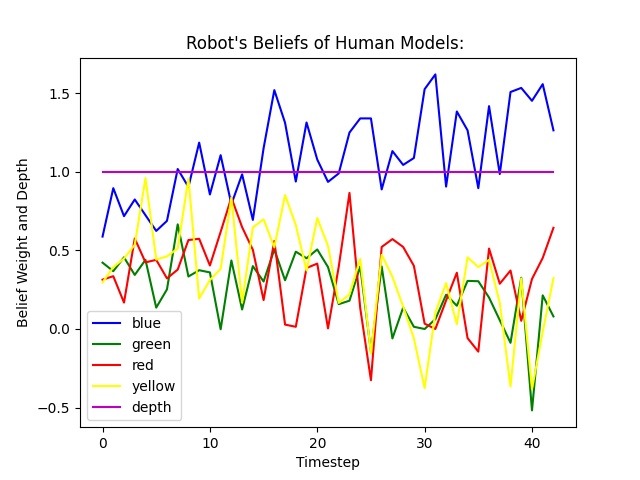 Robot's Beliefs of Human Models:
Belief Weight and Depth
1.5
1.0
0.5
0.0
−0.5
blue
green
red
yellow
depth
0
10
20
30
40
Timestep